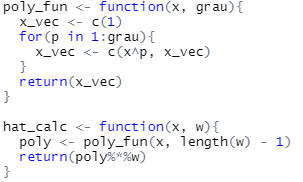 poly_fun <- function(x, grau){
  x_vec <- c(1)
  for(p in 1:grau){
    x_vec <- c(x^p, x_vec)
  }
  return(x_vec)
}

hat_calc <- function(x, w){
  poly <- poly_fun(x, length(w) - 1)
  return(poly%*%w)
}